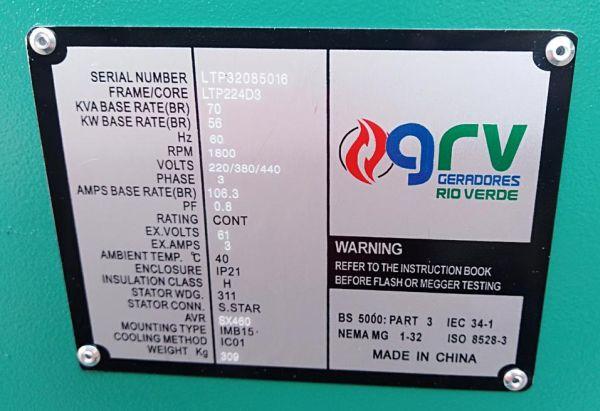 SERIAL NUMBER LTP32085016
FRAME/CORE LTP224D3
KVA BASE RATE(BR) 70
KW BASE RATE(BR) 56
Hz 60
RPM 1800
VOLTS 220/380/440
PHASE 3
AMPS BASE RATE(BR) 106.3
PF 0.8
RATING CONT
EX.VOLTS 61
EX.AMPS 3
AMBIENT TEMP. ℃ 40
ENCLOSURE IP21
INSULATION CLASS H
STATOR WDG. 311
STATOR CONN. S.STAR
AVR SX460
MOUNTING TYPE IMB15
COOLING METHOD IC01
WEIGHT Kg 309
grv
GERADORES
RIO VERDE
WARNING
REFER TO THE INSTRUCTION BOOK
BEFORE FLASH OR MEGGER TESTING
BS 5000: PART 3 IEC 34-1
NEMA MG 1-32 ISO 8528-3
MADE IN CHINA